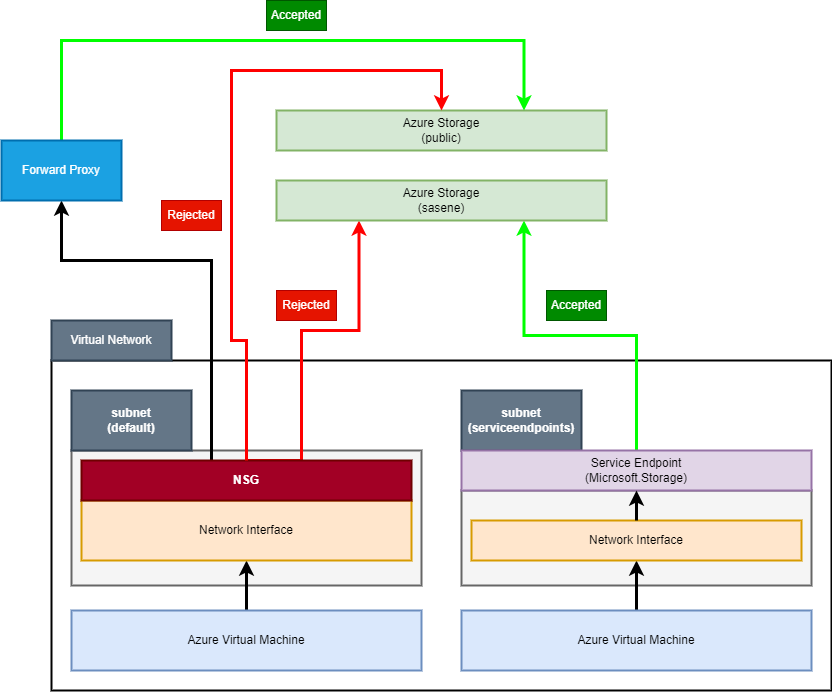 Accepted
Azure Storage
(public)
Forward Proxy
Azure Storage
(sasene)
Rejected
Rejected
Accepted
Virtual Network
subnet
(default)
subnet
(serviceendpoints)
NSG
Service Endpoint
(Microsoft.Storage)
Network Interface
Network Interface
Azure Virtual Machine
Azure Virtual Machine